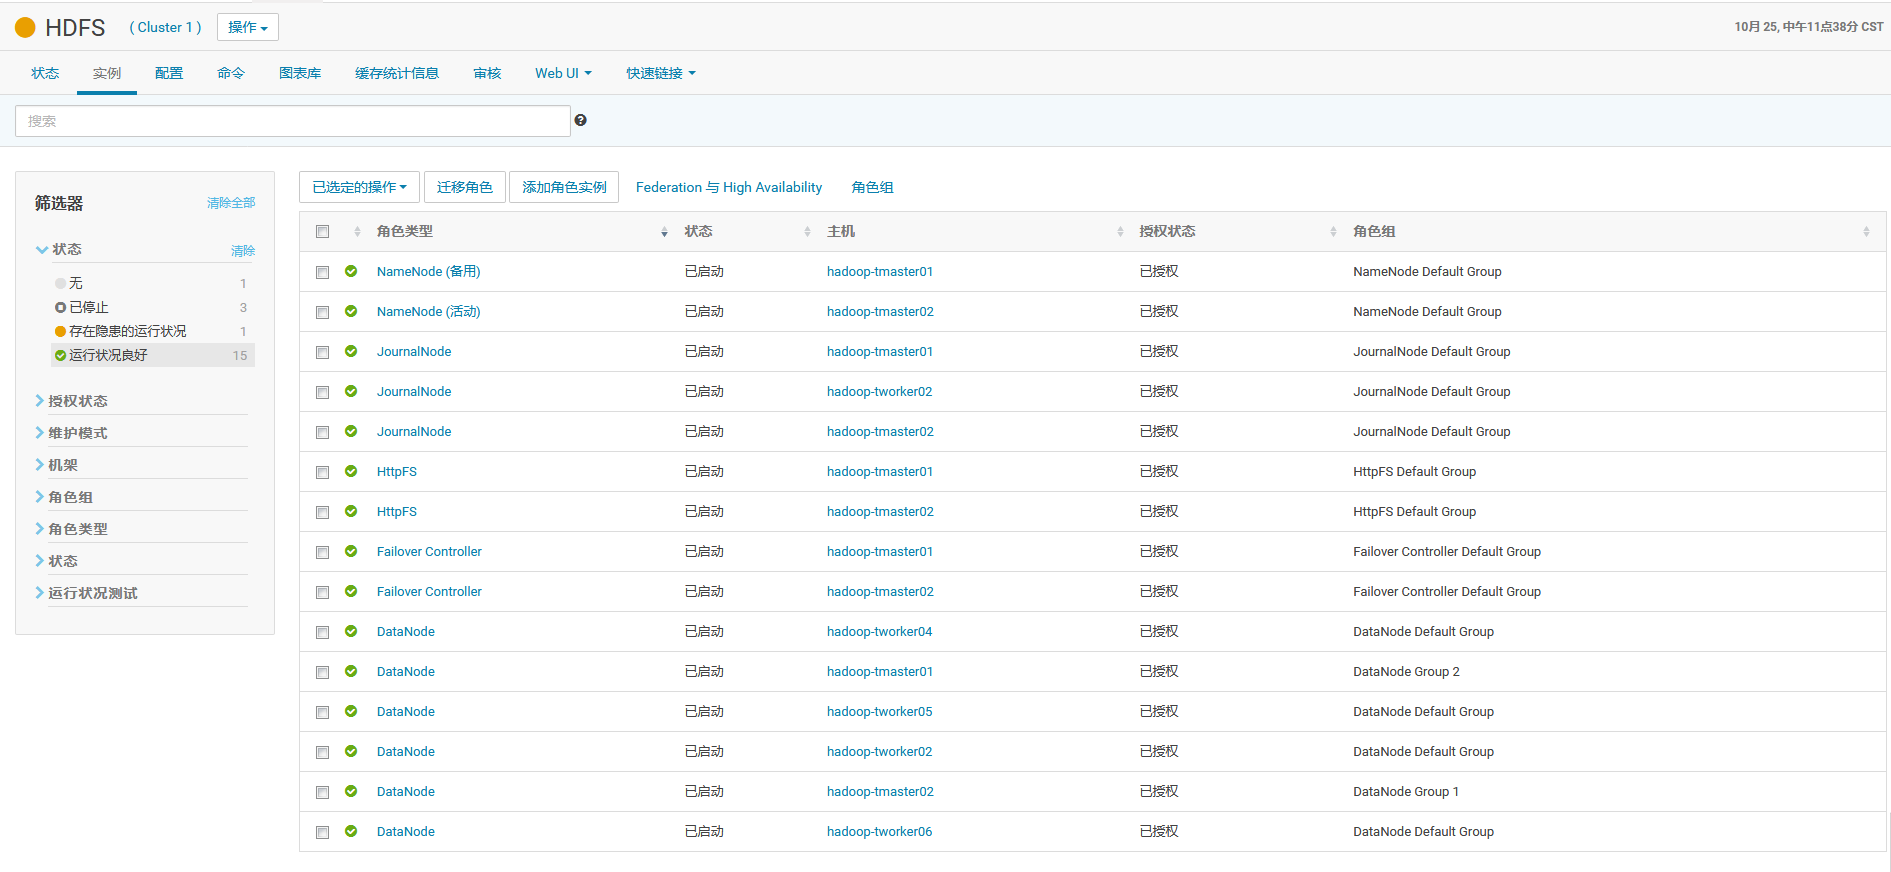 HDFS ( Cluster 1 ) 操作 10月 25, 中午11点38分 CST
状态 实例 配置 命令 图表库 缓存统计信息 审核 Web UI 快速链接
搜索
筛选器 清除全部
状态 清除
无 1
已停止 3
存在隐患的运行状况 1
运行状况良好 15
授权状态
维护模式
机架
角色组
角色类型
状态
运行状况测试
已选定的操作 迁移角色 添加角色实例 Federation 与 High Availability 角色组
角色类型 状态 主机 授权状态 角色组
NameNode (备用) 已启动 hadoop-tmaster01 已授权 NameNode Default Group
NameNode (活动) 已启动 hadoop-tmaster02 已授权 NameNode Default Group
JournalNode 已启动 hadoop-tmaster01 已授权 JournalNode Default Group
JournalNode 已启动 hadoop-tworker02 已授权 JournalNode Default Group
JournalNode 已启动 hadoop-tmaster02 已授权 JournalNode Default Group
HttpFS 已启动 hadoop-tmaster01 已授权 HttpFS Default Group
HttpFS 已启动 hadoop-tmaster02 已授权 HttpFS Default Group
Failover Controller 已启动 hadoop-tmaster01 已授权 Failover Controller Default Group
Failover Controller 已启动 hadoop-tmaster02 已授权 Failover Controller Default Group
DataNode 已启动 hadoop-tworker04 已授权 DataNode Default Group
DataNode 已启动 hadoop-tmaster01 已授权 DataNode Group 2
DataNode 已启动 hadoop-tworker05 已授权 DataNode Default Group
DataNode 已启动 hadoop-tworker02 已授权 DataNode Default Group
DataNode 已启动 hadoop-tmaster02 已授权 DataNode Group 1
DataNode 已启动 hadoop-tworker06 已授权 DataNode Default Group